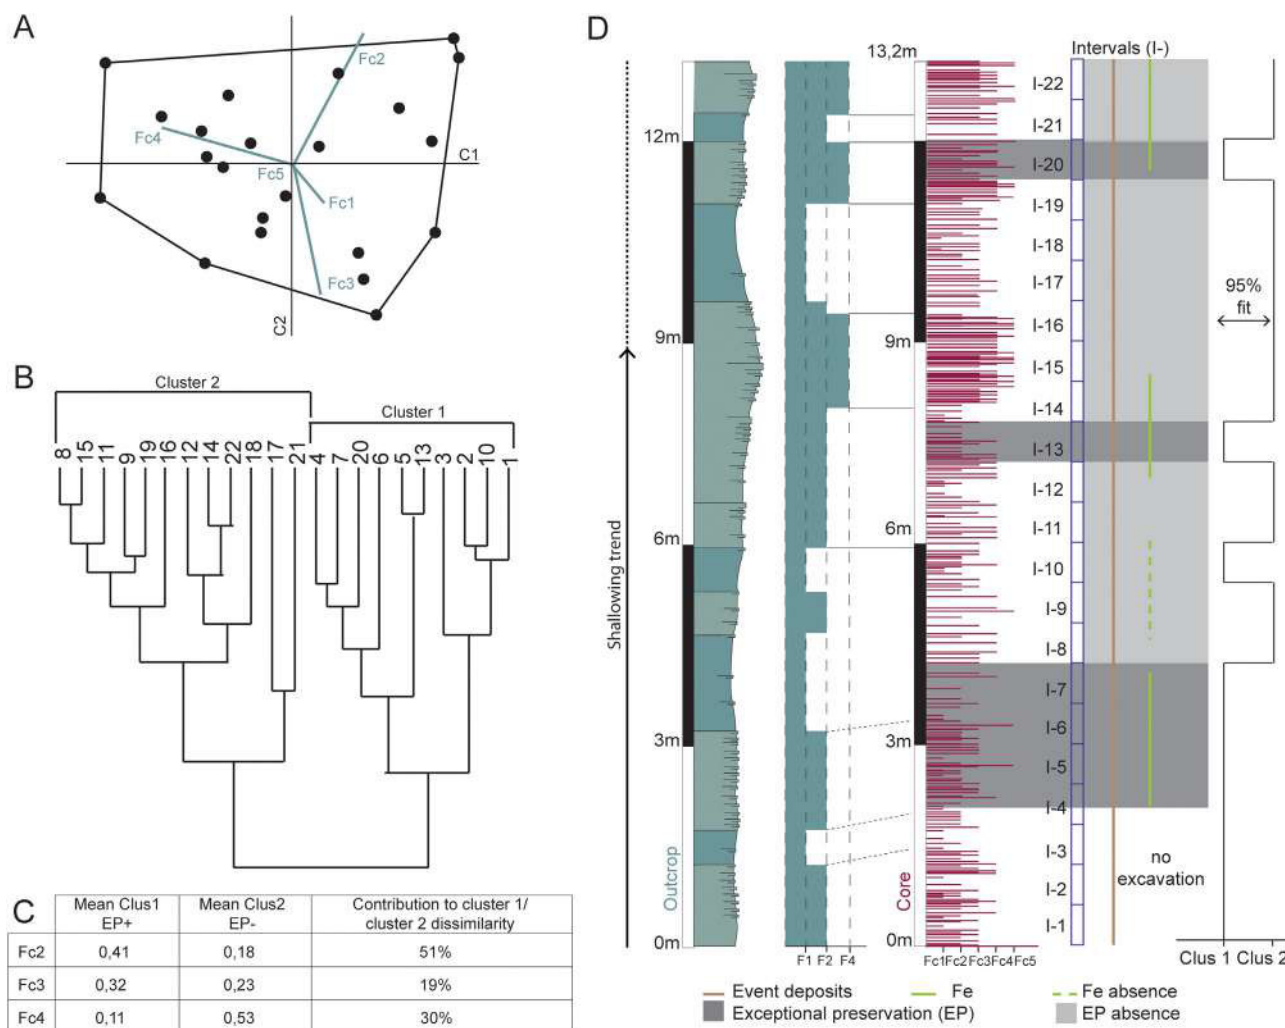 A
Fc2
Fc4
C1
Fc5
Fc1
Fc3
C2
B
Cluster 2
Cluster 1
8 15 11 9 19 16 12 14 22 18 17 21 4 7 20 6 5 13 3 2 10 1
C
Mean Clus1 EP+
Mean Clus2 EP-
Contribution to cluster 1/ cluster 2 dissimilarity
Fc2 0,41 0,18 51%
Fc3 0,32 0,23 19%
Fc4 0,11 0,53 30%
D
13,2m
Intervals (I-)
12m
9m
6m
3m
0m
Shallowing trend
Outcrop
F1 F2 F4
9m
6m
3m
0m
Core
Fc1 Fc2 Fc3 Fc4 Fc5
I-22
I-21
I-20
I-19
I-18
I-17
I-16
I-15
I-14
I-13
I-12
I-11
I-10
I-9
I-8
I-7
I-6
I-5
I-4
I-3
I-2
I-1
95%
fit
no
excavation
Clus 1 Clus 2
Event deposits
Fe
Fe absence
Exceptional preservation (EP)
EP absence